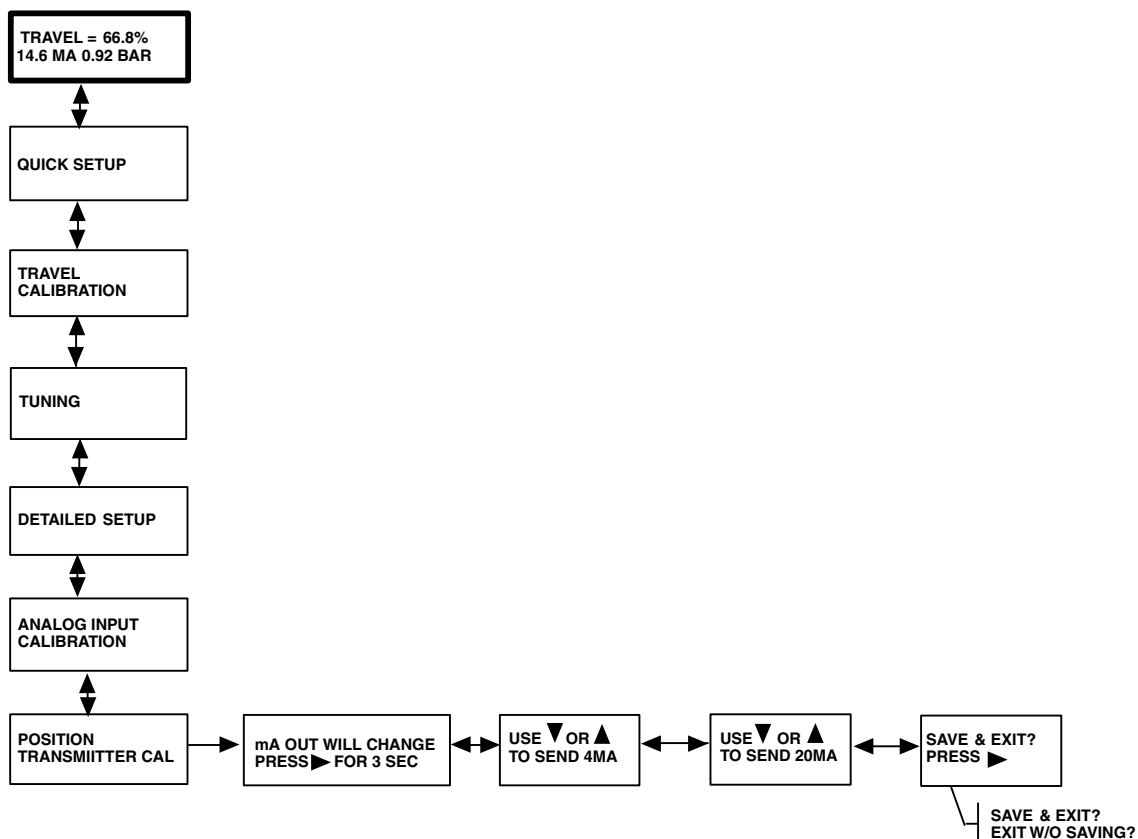 TRAVEL = 66.8%
14.6 MA 0.92 BAR
QUICK SETUP
TRAVEL
CALIBRATION
TUNING
DETAILED SETUP
ANALOG INPUT
CALIBRATION
POSITION
TRANSMIITTER CAL
mA OUT WILL CHANGE
PRESS ▶ FOR 3 SEC
USE ▼ OR ▲
TO SEND 4MA
USE ▼ OR ▲
TO SEND 20MA
SAVE & EXIT?
PRESS ▶
SAVE & EXIT?
EXIT W/O SAVING?